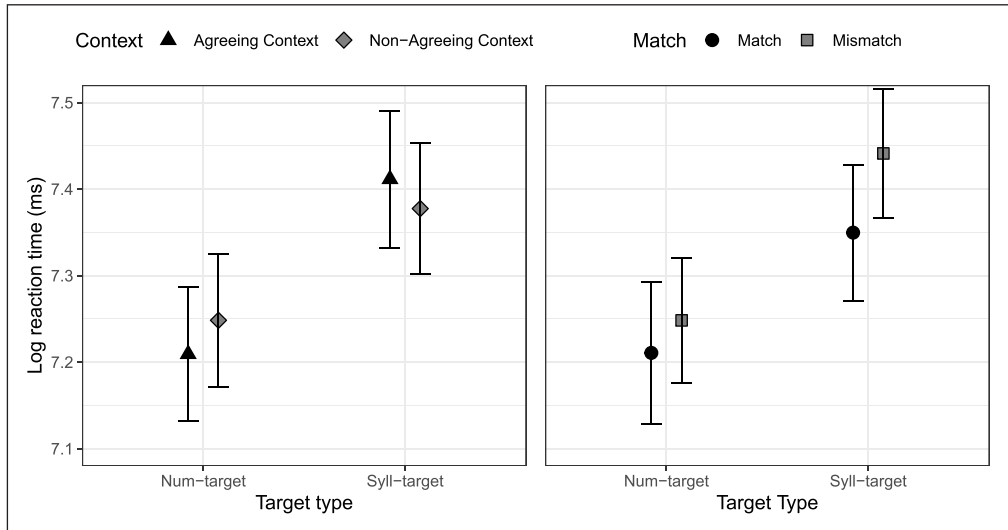 Context Agreeing Context Non−Agreeing Context
Match Match Mismatch
Log reaction time (ms)
7.5
7.4
7.3
7.2
7.1
Num−target Syll−target
Target type
Num−target Syll−target
Target Type